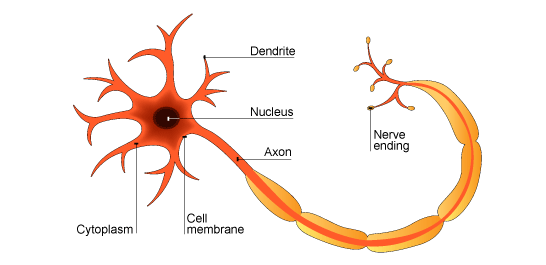 Dendrite
Nucleus
Axon
Nerve
ending
Cytoplasm
Cell
membrane